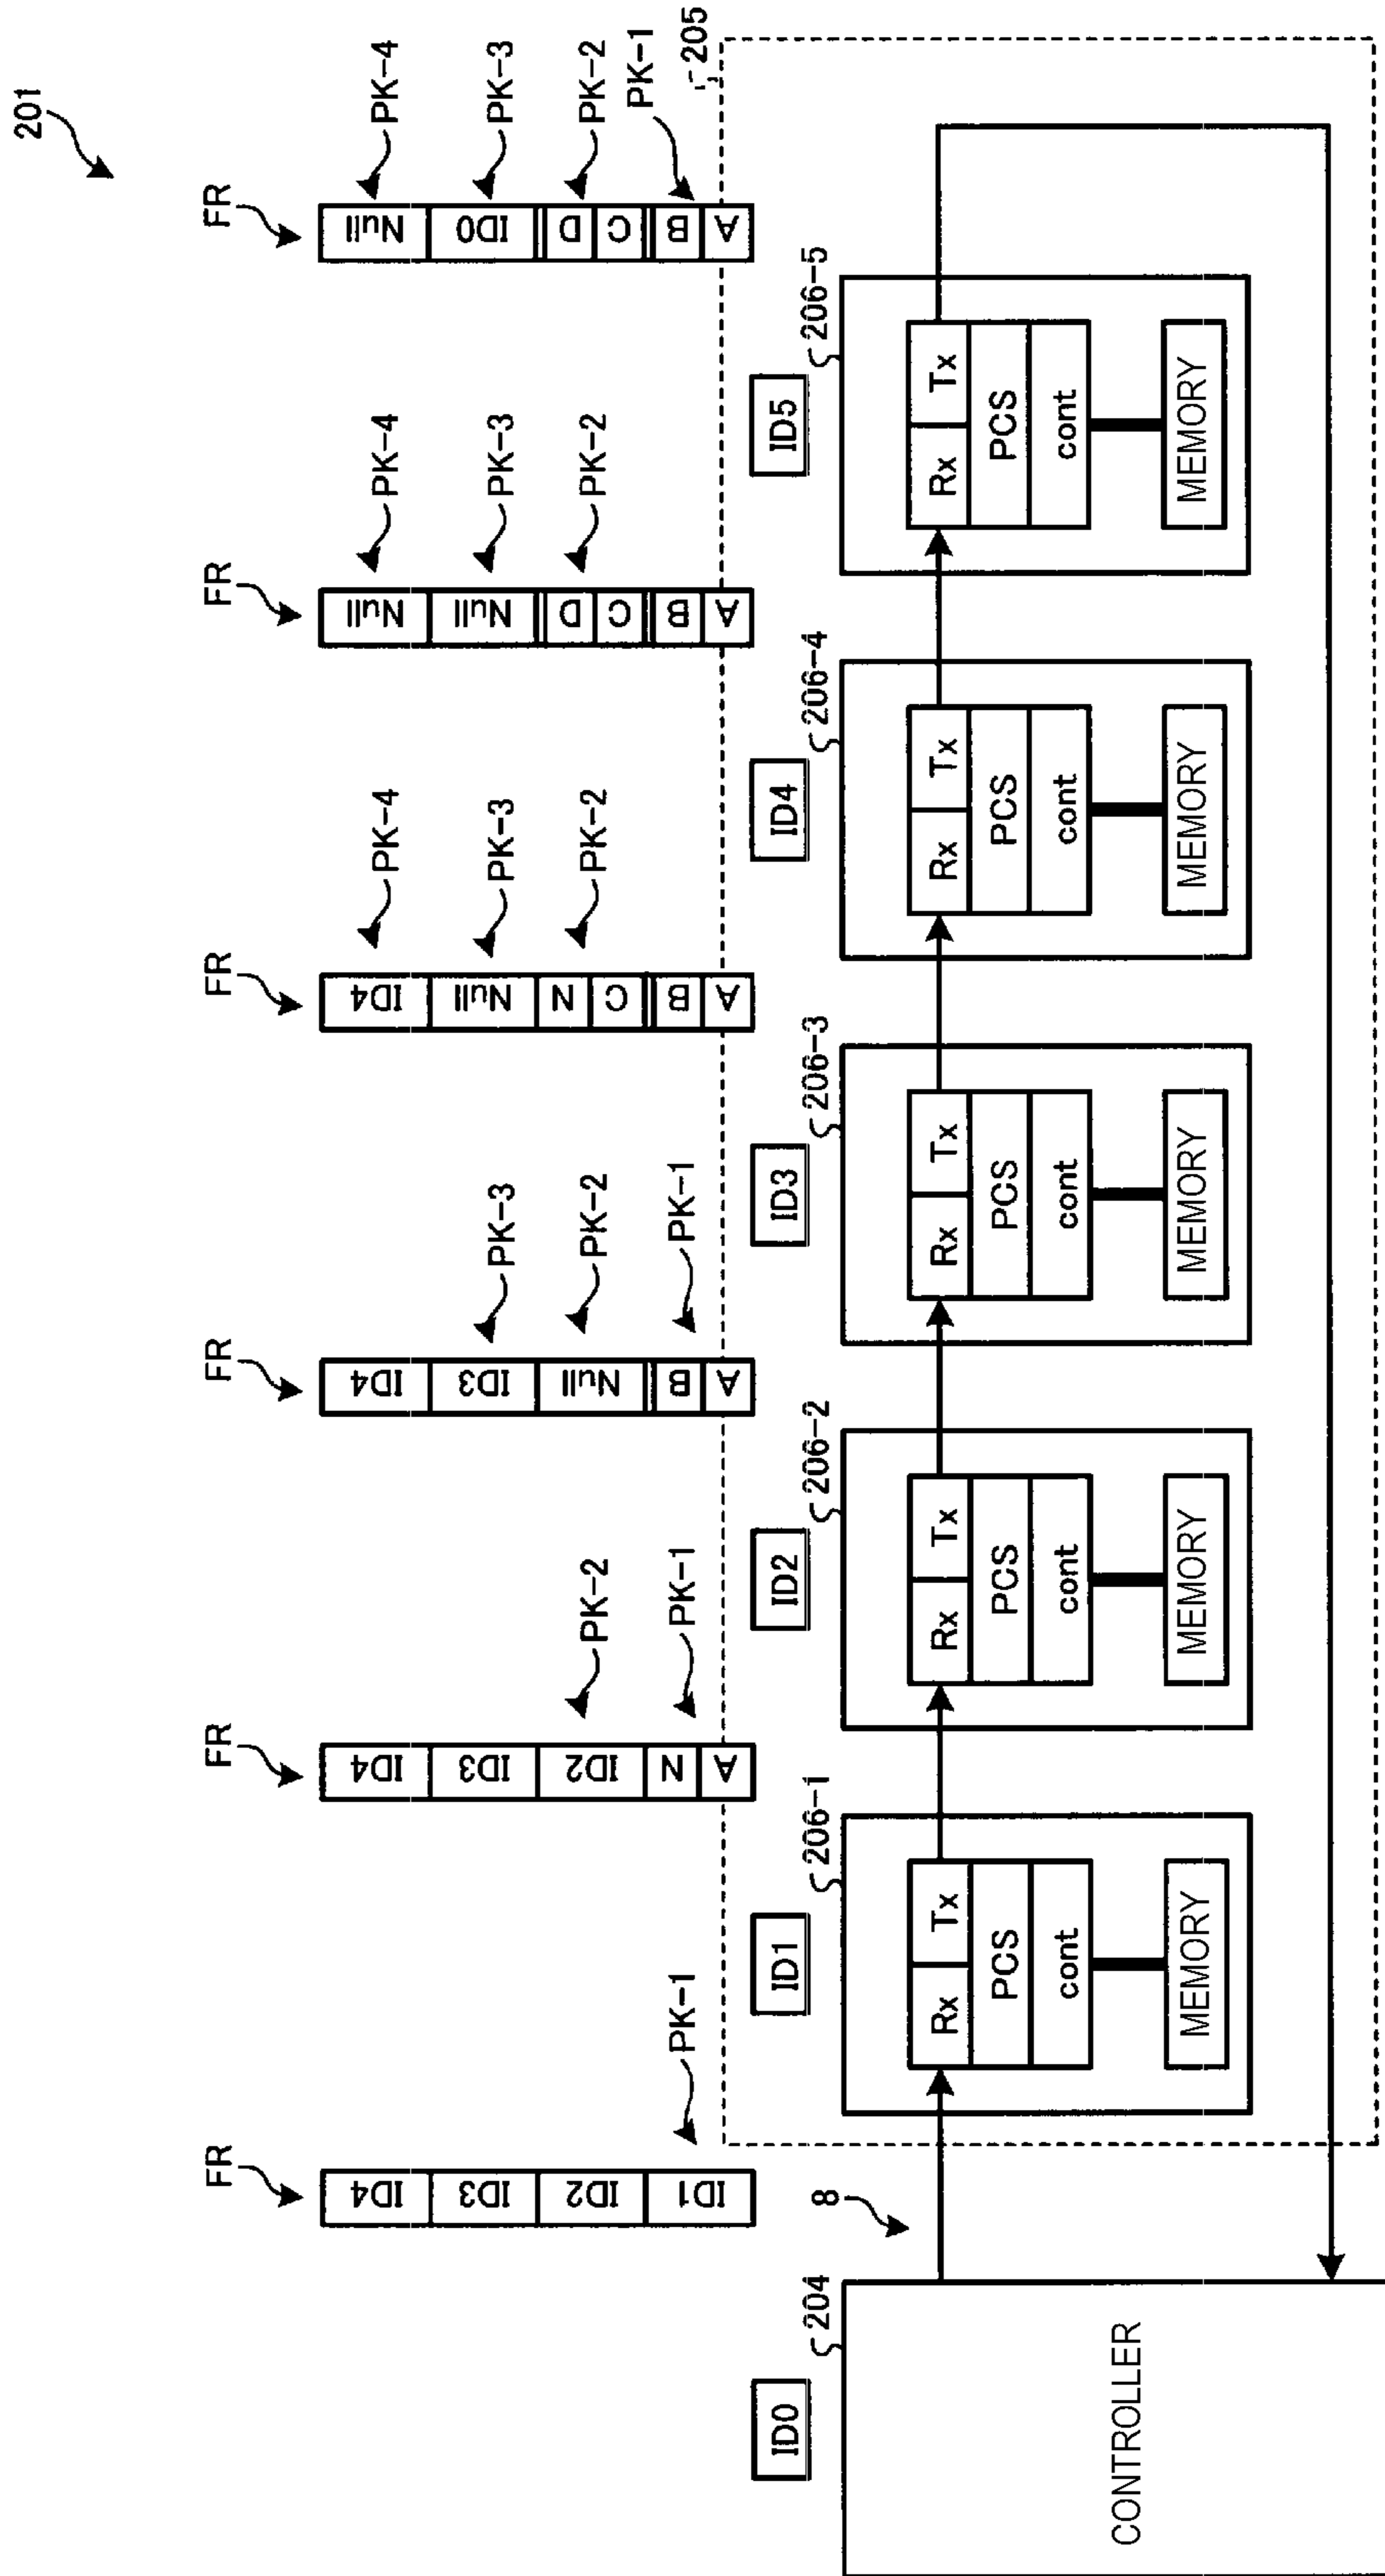 201
FR FR FR FR FR FR
ID4 ID4 ID4 ID4 PK-4 Null PK-4 Null PK-4
ID3 ID3 ID3 PK-3 Null PK-3 Null PK-3 ID0 PK-3
ID2 ID2 PK-2 Null PK-2 N PK-2 D PK-2 D PK-2
C C C
ID1 PK-1 N PK-1 B PK-1 B B B PK-1
A A A A A
205
ID0 ID1 ID2 ID3 ID4 ID5
204 8 206-1 206-2 206-3 206-4 206-5
Rx Tx Rx Tx Rx Tx Rx Tx Rx Tx
PCS PCS PCS PCS PCS
cont cont cont cont cont
CONTROLLER
MEMORY MEMORY MEMORY MEMORY MEMORY